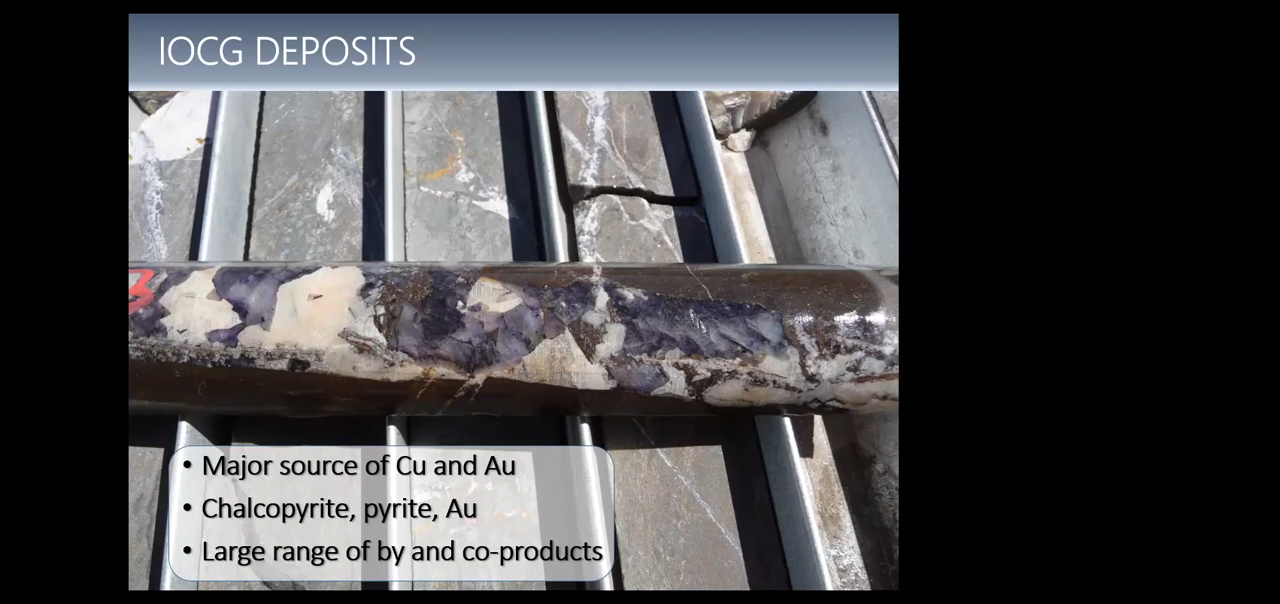 IOCG DEPOSITS
• Major source of Cu and Au
• Chalcopyrite, pyrite, Au
• Large range of by and co-products